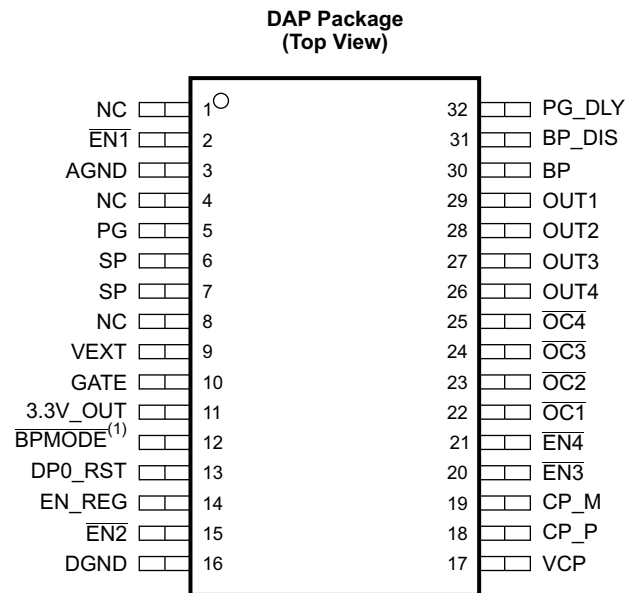 DAP Package
(Top View)
NC 1 32 PG_DLY
EN1 2 31 BP_DIS
AGND 3 30 BP
NC 4 29 OUT1
PG 5 28 OUT2
SP 6 27 OUT3
SP 7 26 OUT4
NC 8 25 OC4
VEXT 9 24 OC3
GATE 10 23 OC2
3.3V_OUT 11 22 OC1
BPMODE(1) 12 21 EN4
DP0_RST 13 20 EN3
EN_REG 14 19 CP_M
EN2 15 18 CP_P
DGND 16 17 VCP